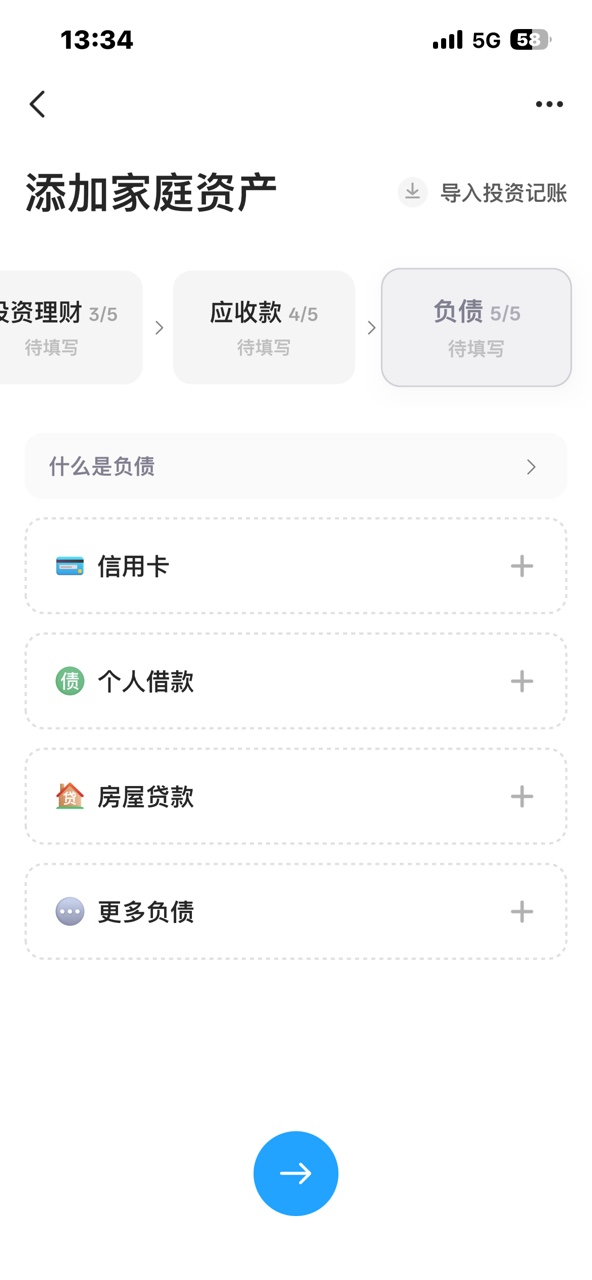 13:34
5G
58
添加家庭资产
导入投资记账
投资理财 3/5
待填写
应收款 4/5
待填写
负债 5/5
待填写
什么是负债
信用卡
债 个人借款
贷 房屋贷款
更多负债